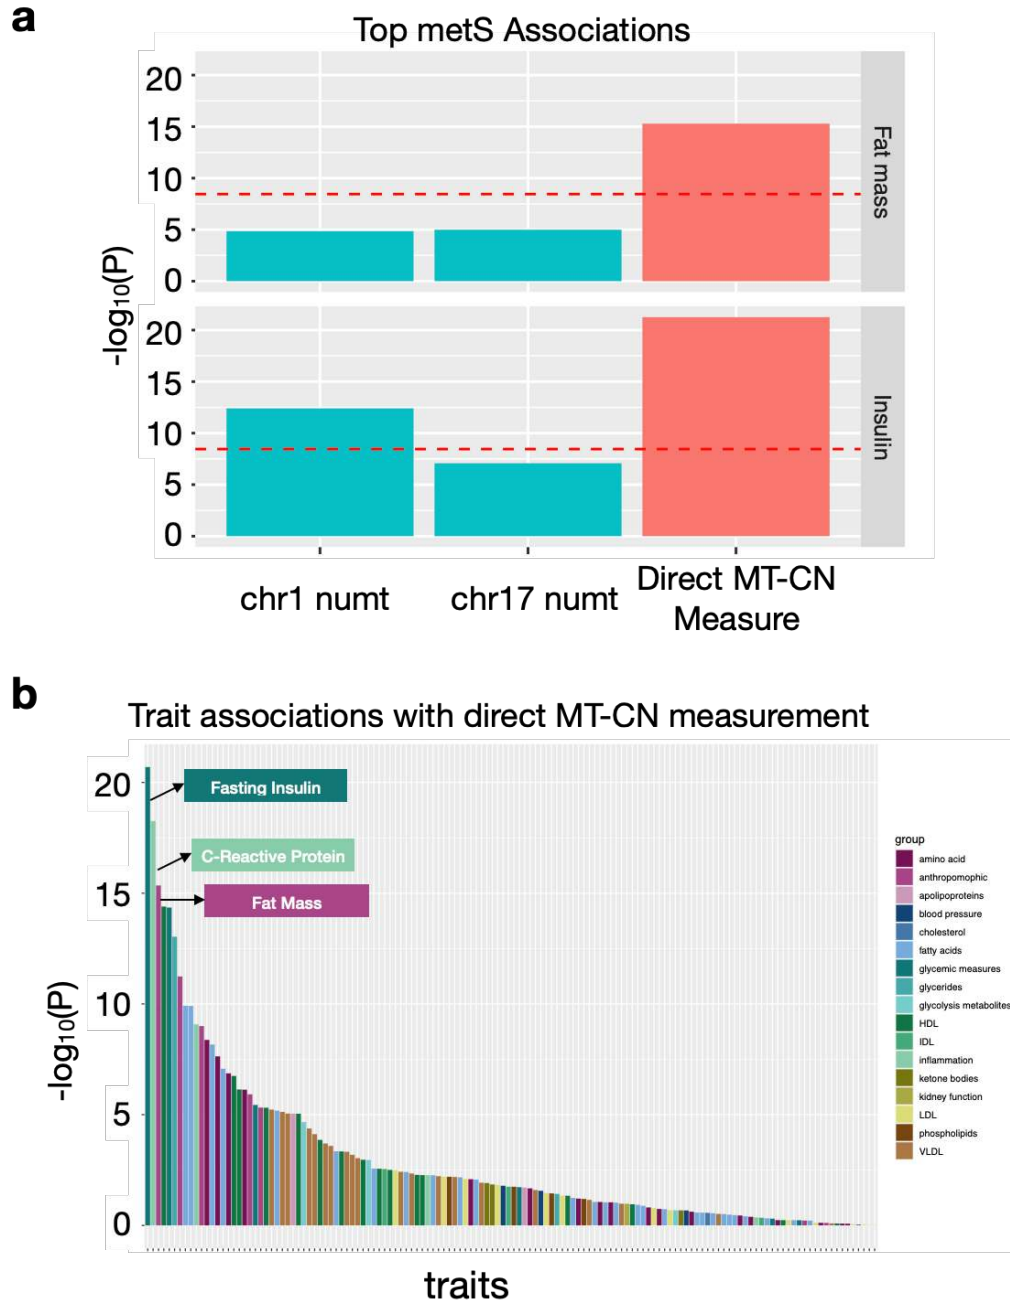 a
Top metS Associations
20
15
10
5
0
Fat mass
-log10(P)
20
15
10
5
0
Insulin
chr1 numt
chr17 numt
Direct MT-CN
Measure
b
Trait associations with direct MT-CN measurement
20
15
10
5
0
-log10(P)
Fasting Insulin
C-Reactive Protein
Fat Mass
traits
group
amino acid
anthropomophic
apolipoproteins
blood pressure
cholesterol
fatty acids
glycemic measures
glycerides
glycolysis metabolites
HDL
IDL
inflammation
ketone bodies
kidney function
LDL
phospholipids
VLDL